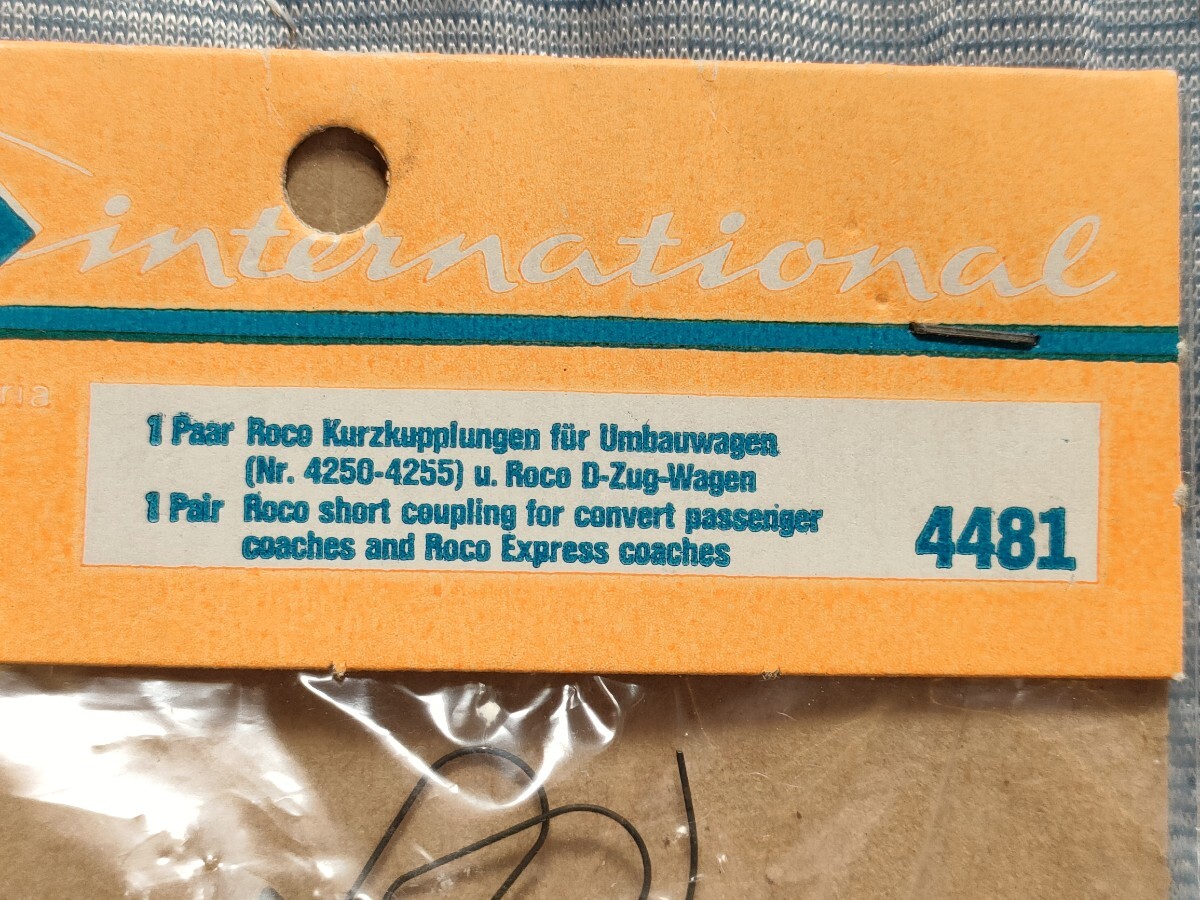 international
ria
1 Paar Roco Kurzkupplungen für Umbauwagen
(Nr. 4250-4255) u. Roco D-Zug-Wagen
1 Pair Roco short coupling for convert passenger
coaches and Roco Express coaches
4481